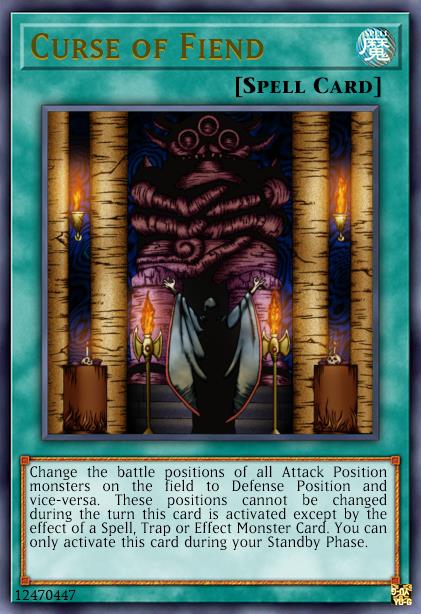 Curse of Fiend
SPELL
魔
[Spell Card]
Change the battle positions of all Attack Position
monsters on the field to Defense Position and
vice-versa. These positions cannot be changed
during the turn this card is activated except by the
effect of a Spell, Trap or Effect Monster Card. You can
only activate this card during your Standby Phase.
12470447